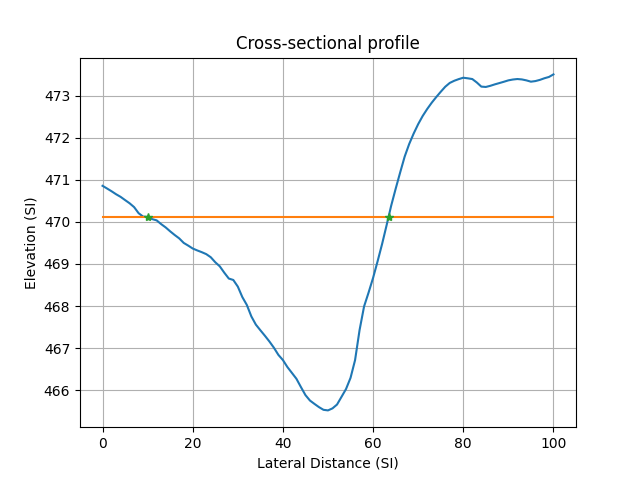 Cross-sectional profile
Elevation (SI)
473
472
471
470
469
468
467
466
0 20 40 60 80 100
Lateral Distance (SI)